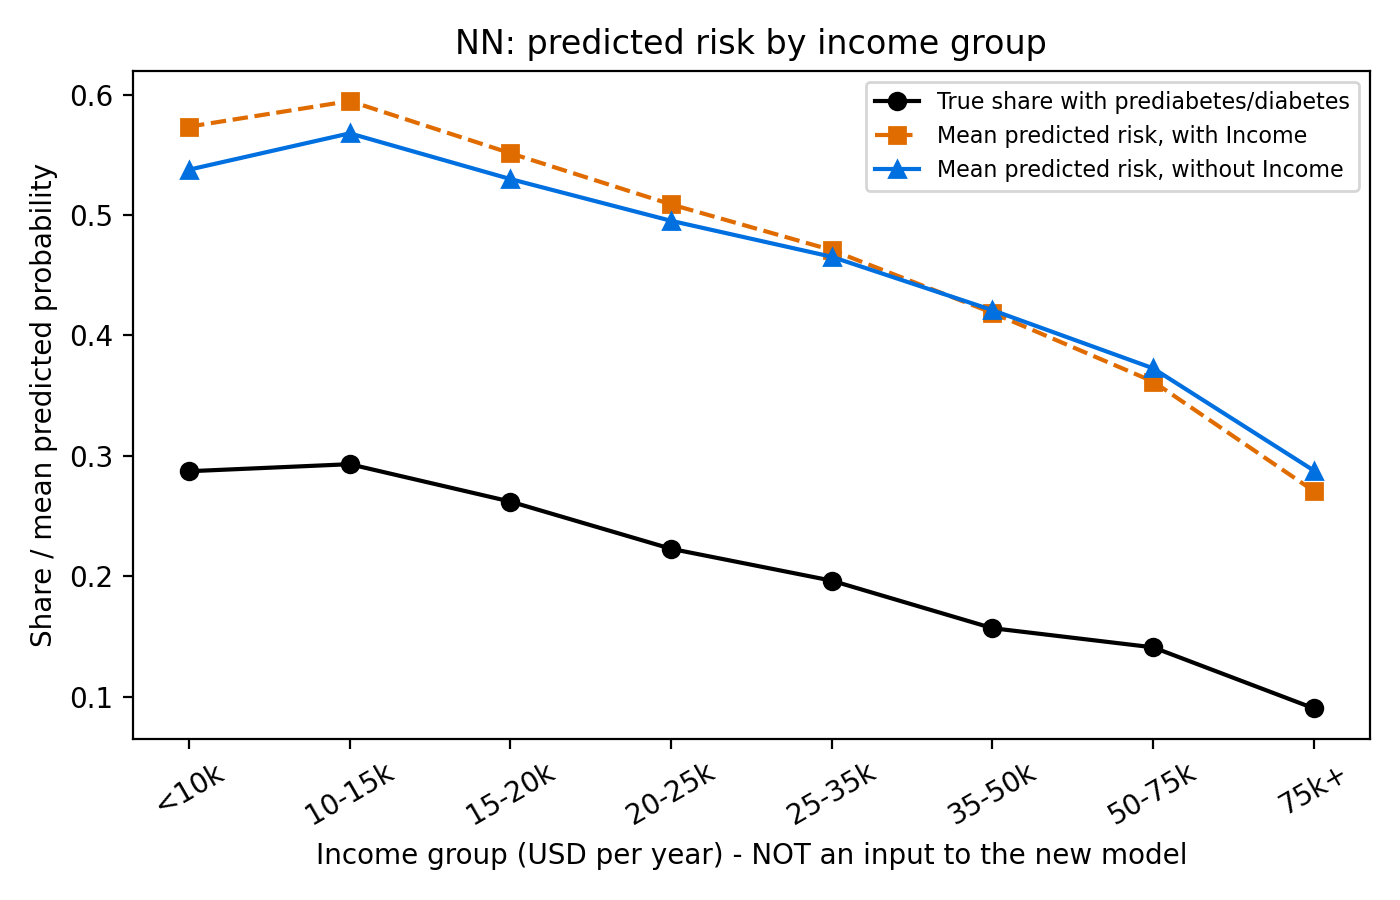 NN: predicted risk by income group
True share with prediabetes/diabetes
Mean predicted risk, with Income
Mean predicted risk, without Income
Share / mean predicted probability
0.6
0.5
0.4
0.3
0.2
0.1
<10k
10-15k
15-20k
20-25k
25-35k
35-50k
50-75k
75k+
Income group (USD per year) - NOT an input to the new model